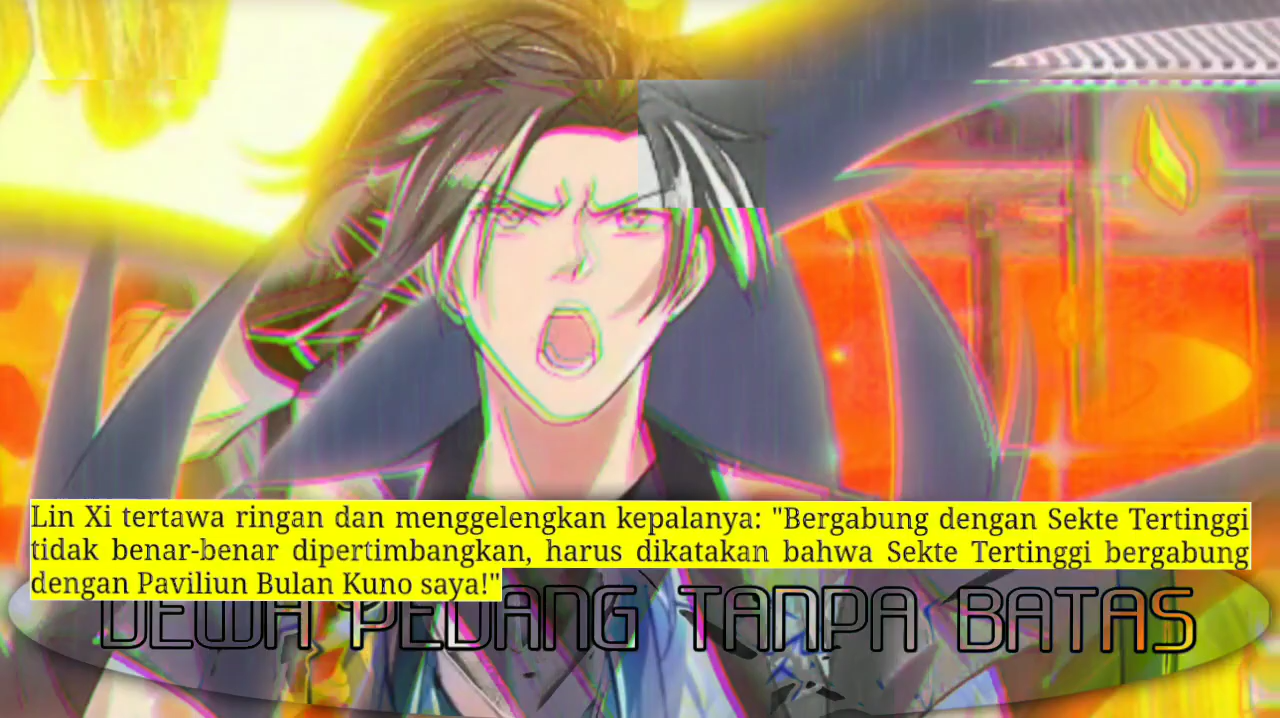 Lin Xi tertawa ringan dan menggelengkan kepalanya: "Bergabung dengan Sekte Tertinggi
tidak benar-benar dipertimbangkan, harus dikatakan bahwa Sekte Tertinggi bergabung
dengan Paviliun Bulan Kuno saya!"
DEWA PEDANG TANPA BATAS